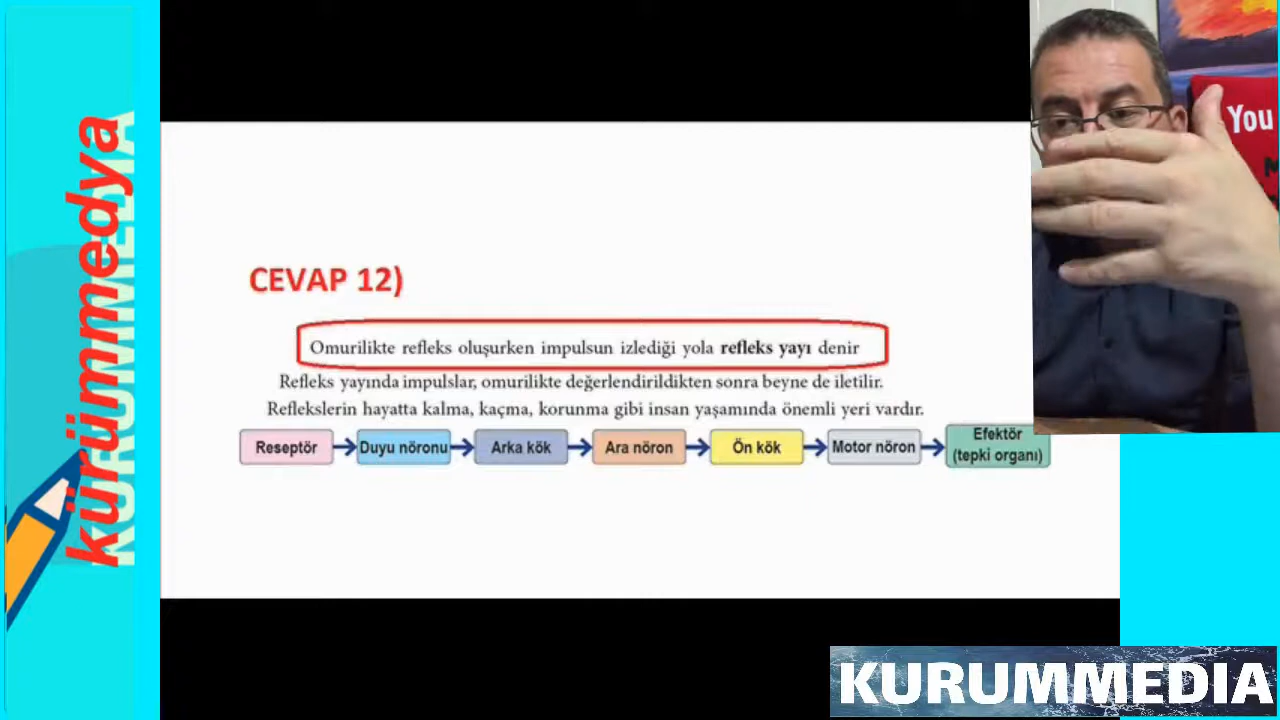 kürümmedya
KURUMMEDIA
You
CEVAP 12)
Omurilikte refleks oluşurken impulsun izlediği yola refleks yayı denir
Refleks yayında impulslar, omurilikte değerlendirildikten sonra beyne de iletilir.
Reflekslerin hayatta kalma, kaçma, korunma gibi insan yaşamında önemli yeri vardır.
Reseptör
Duyu nöronu
Arka kök
Ara nöron
Ön kök
Motor nöron
Efektör
(tepki organı)
KURUMMEDIA